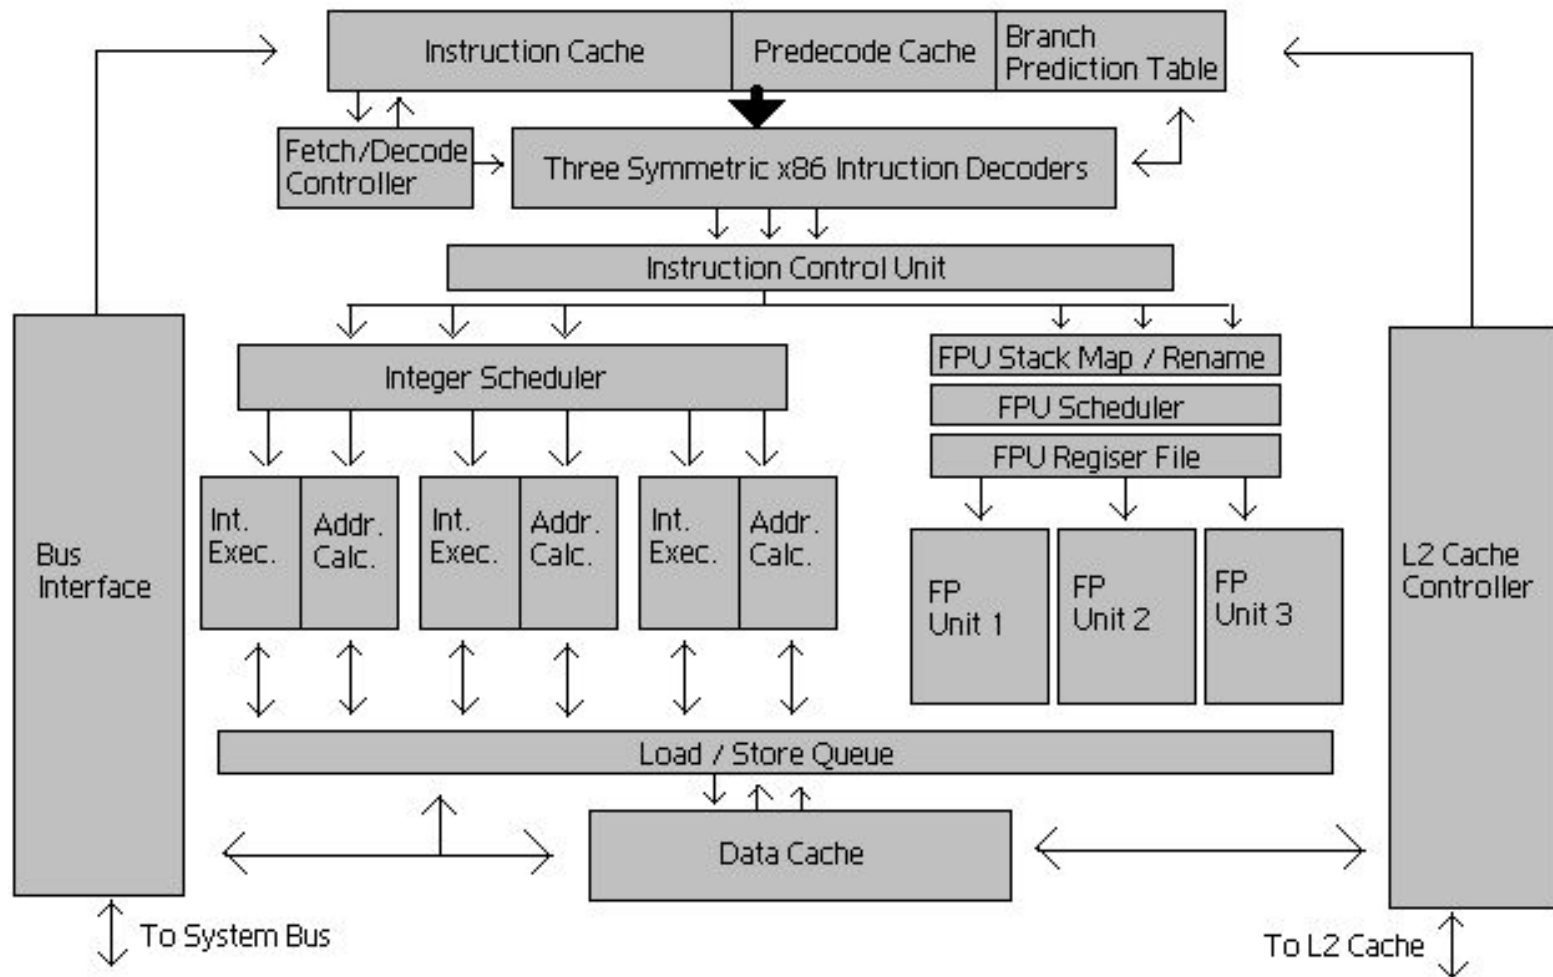 Instruction Cache
Predecode Cache
Branch
Prediction Table
Fetch/Decode
Controller
Three Symmetric x86 Intruction Decoders
Instruction Control Unit
Integer Scheduler
FPU Stack Map / Rename
FPU Scheduler
FPU Regiser File
Bus
Interface
Int.
Exec.
Addr.
Calc.
Int.
Exec.
Addr.
Calc.
Int.
Exec.
Addr.
Calc.
FP
Unit 1
FP
Unit 2
FP
Unit 3
L2 Cache
Controller
Load / Store Queue
Data Cache
To System Bus
To L2 Cache